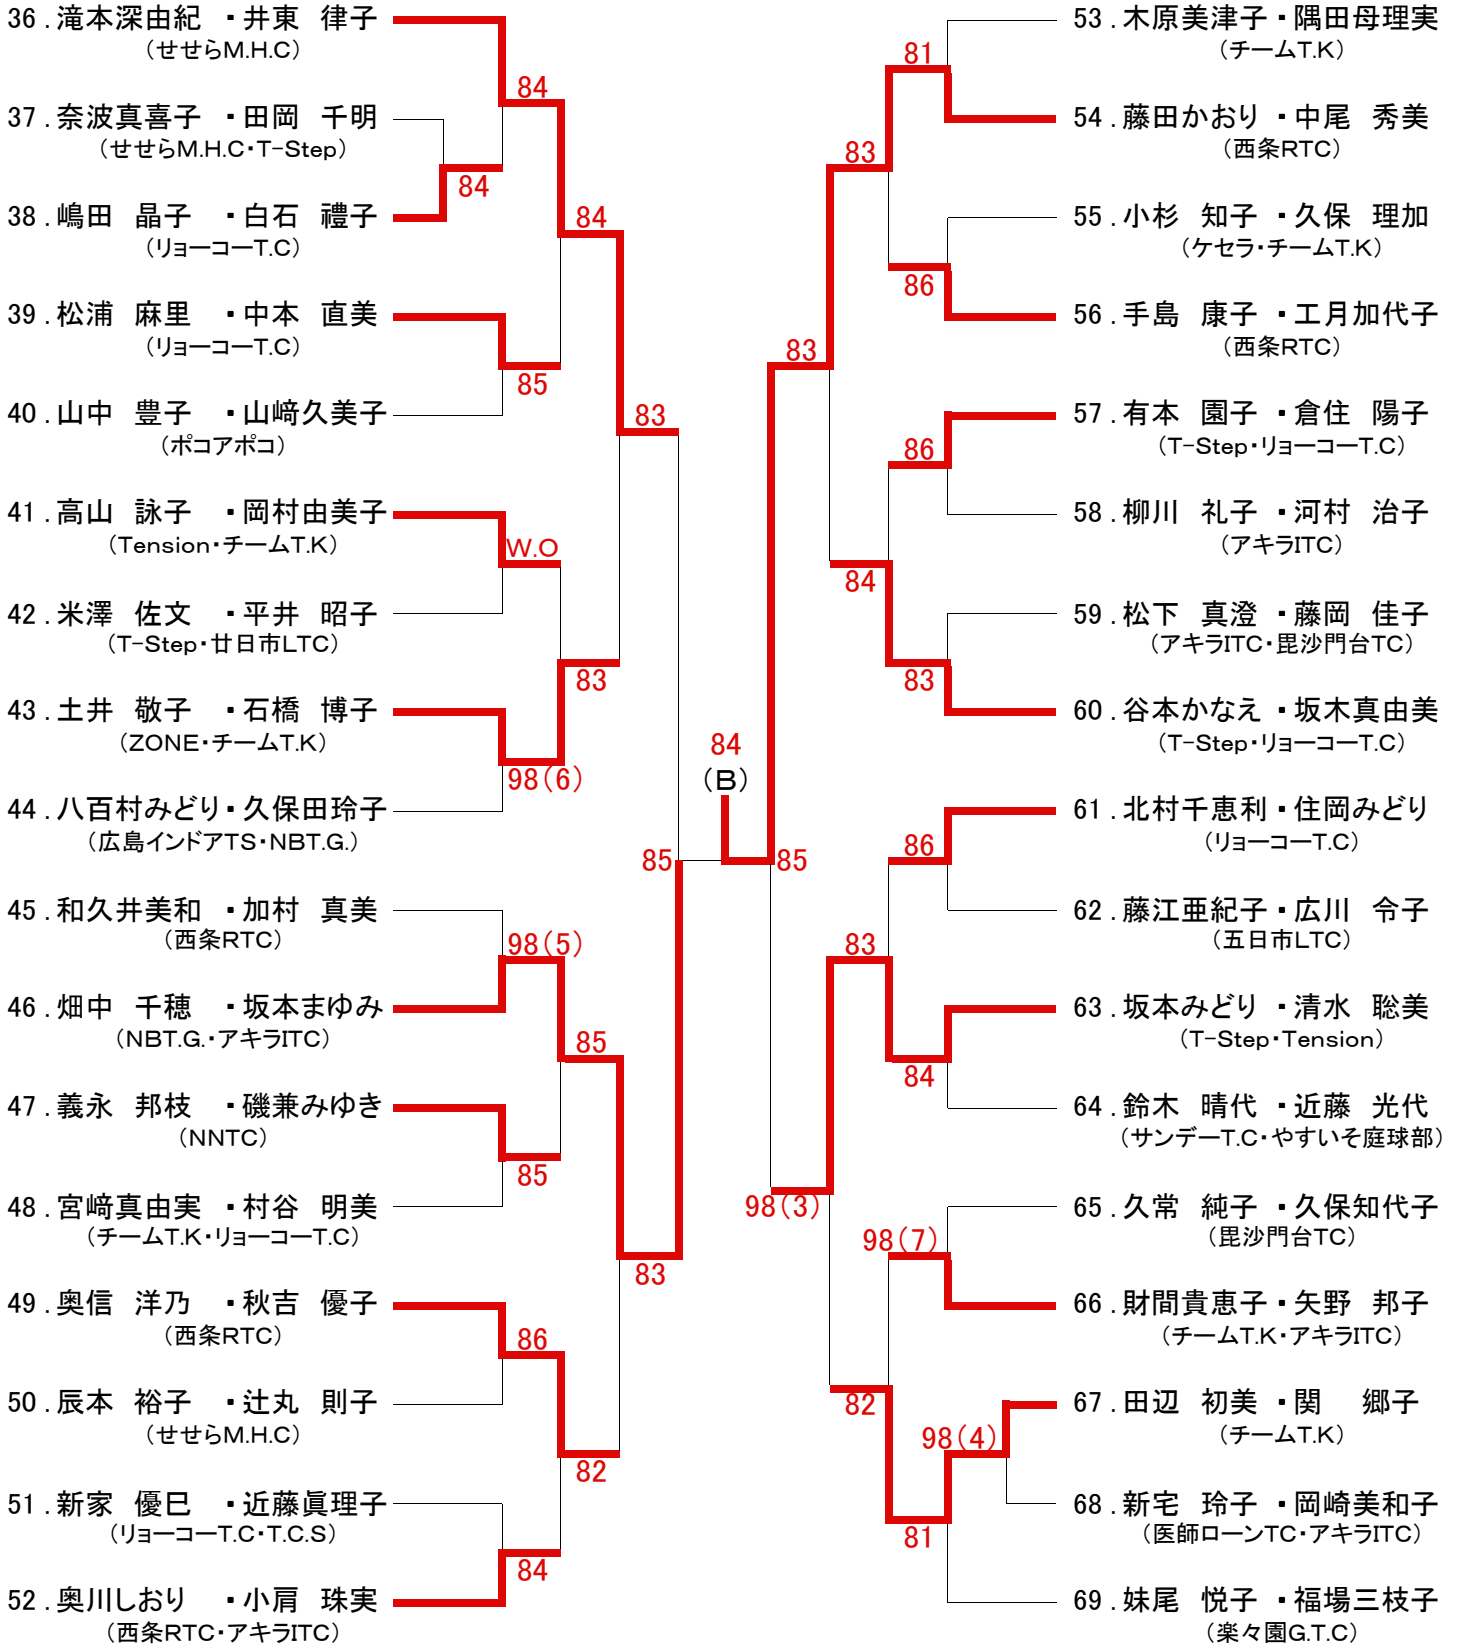 36.滝本深由紀 ・井東 律子
(せせらM.H.C)
84
37.奈波真喜子 ・田岡 千明
(せせらM.H.C・T-Step)
84
38.嶋田 晶子 ・白石 禮子
(リョーコーT.C)
84
39.松浦 麻里 ・中本 直美
(リョーコーT.C)
85
40.山中 豊子 ・山﨑久美子
(ポコアポコ)
83
41.高山 詠子 ・岡村由美子
(Tension・チームT.K)
W.O
42.米澤 佐文 ・平井 昭子
(T-Step・廿日市LTC)
83
43.土井 敬子 ・石橋 博子
(ZONE・チームT.K)
98(6)
44.八百村みどり・久保田玲子
(広島インドアTS・NBT.G.)
85
45.和久井美和 ・加村 真美
(西条RTC)
98(5)
46.畑中 千穂 ・坂本まゆみ
(NBT.G.・アキラITC)
85
47.義永 邦枝 ・磯兼みゆき
(NNTC)
85
48.宮﨑真由実 ・村谷 明美
(チームT.K・リョーコーT.C)
83
49.奥信 洋乃 ・秋吉 優子
(西条RTC)
86
50.辰本 裕子 ・辻丸 則子
(せせらM.H.C)
82
51.新家 優巳 ・近藤眞理子
(リョーコーT.C・T.C.S)
84
52.奥川しおり ・小肩 珠実
(西条RTC・アキラITC)
84
(B)
85
53.木原美津子・隅田母理実
(チームT.K)
81
54.藤田かおり ・中尾 秀美
(西条RTC)
83
55.小杉 知子 ・久保 理加
(ケセラ・チームT.K)
86
56.手島 康子 ・工月加代子
(西条RTC)
83
57.有本 園子 ・倉住 陽子
(T-Step・リョーコーT.C)
86
58.柳川 礼子 ・河村 治子
(アキラITC)
84
59.松下 真澄 ・藤岡 佳子
(アキラITC・毘沙門台TC)
83
60.谷本かなえ ・坂木真由美
(T-Step・リョーコーT.C)
61.北村千恵利・住岡みどり
(リョーコーT.C)
86
62.藤江亜紀子・広川 令子
(五日市LTC)
83
63.坂本みどり ・清水 聡美
(T-Step・Tension)
84
64.鈴木 晴代 ・近藤 光代
(サンデーT.C・やすいそ庭球部)
98(3)
65.久常 純子 ・久保知代子
(毘沙門台TC)
98(7)
66.財間貴恵子・矢野 邦子
(チームT.K・アキラITC)
82
67.田辺 初美 ・関 郷子
(チームT.K)
98(4)
68.新宅 玲子 ・岡崎美和子
(医師ローンTC・アキラITC)
81
69.妹尾 悦子 ・福場三枝子
(楽々園G.T.C)